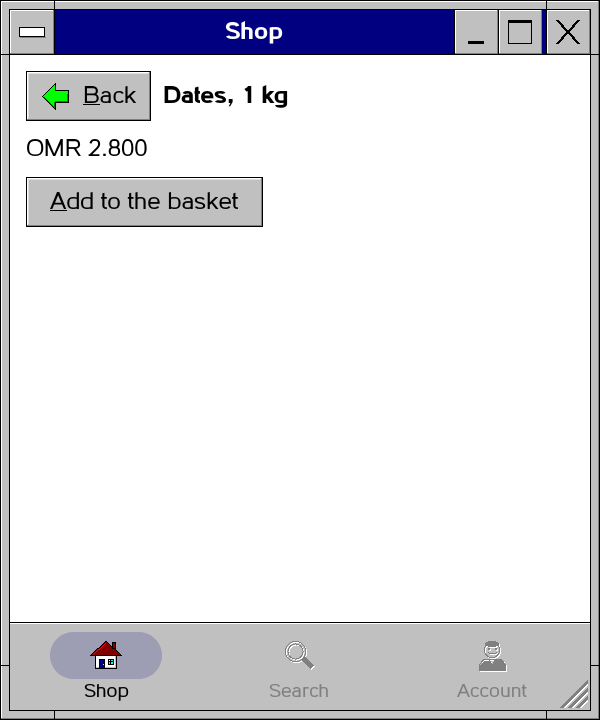 Shop
Back
Dates, 1 kg
OMR 2.800
Add to the basket
Shop
Search
Account